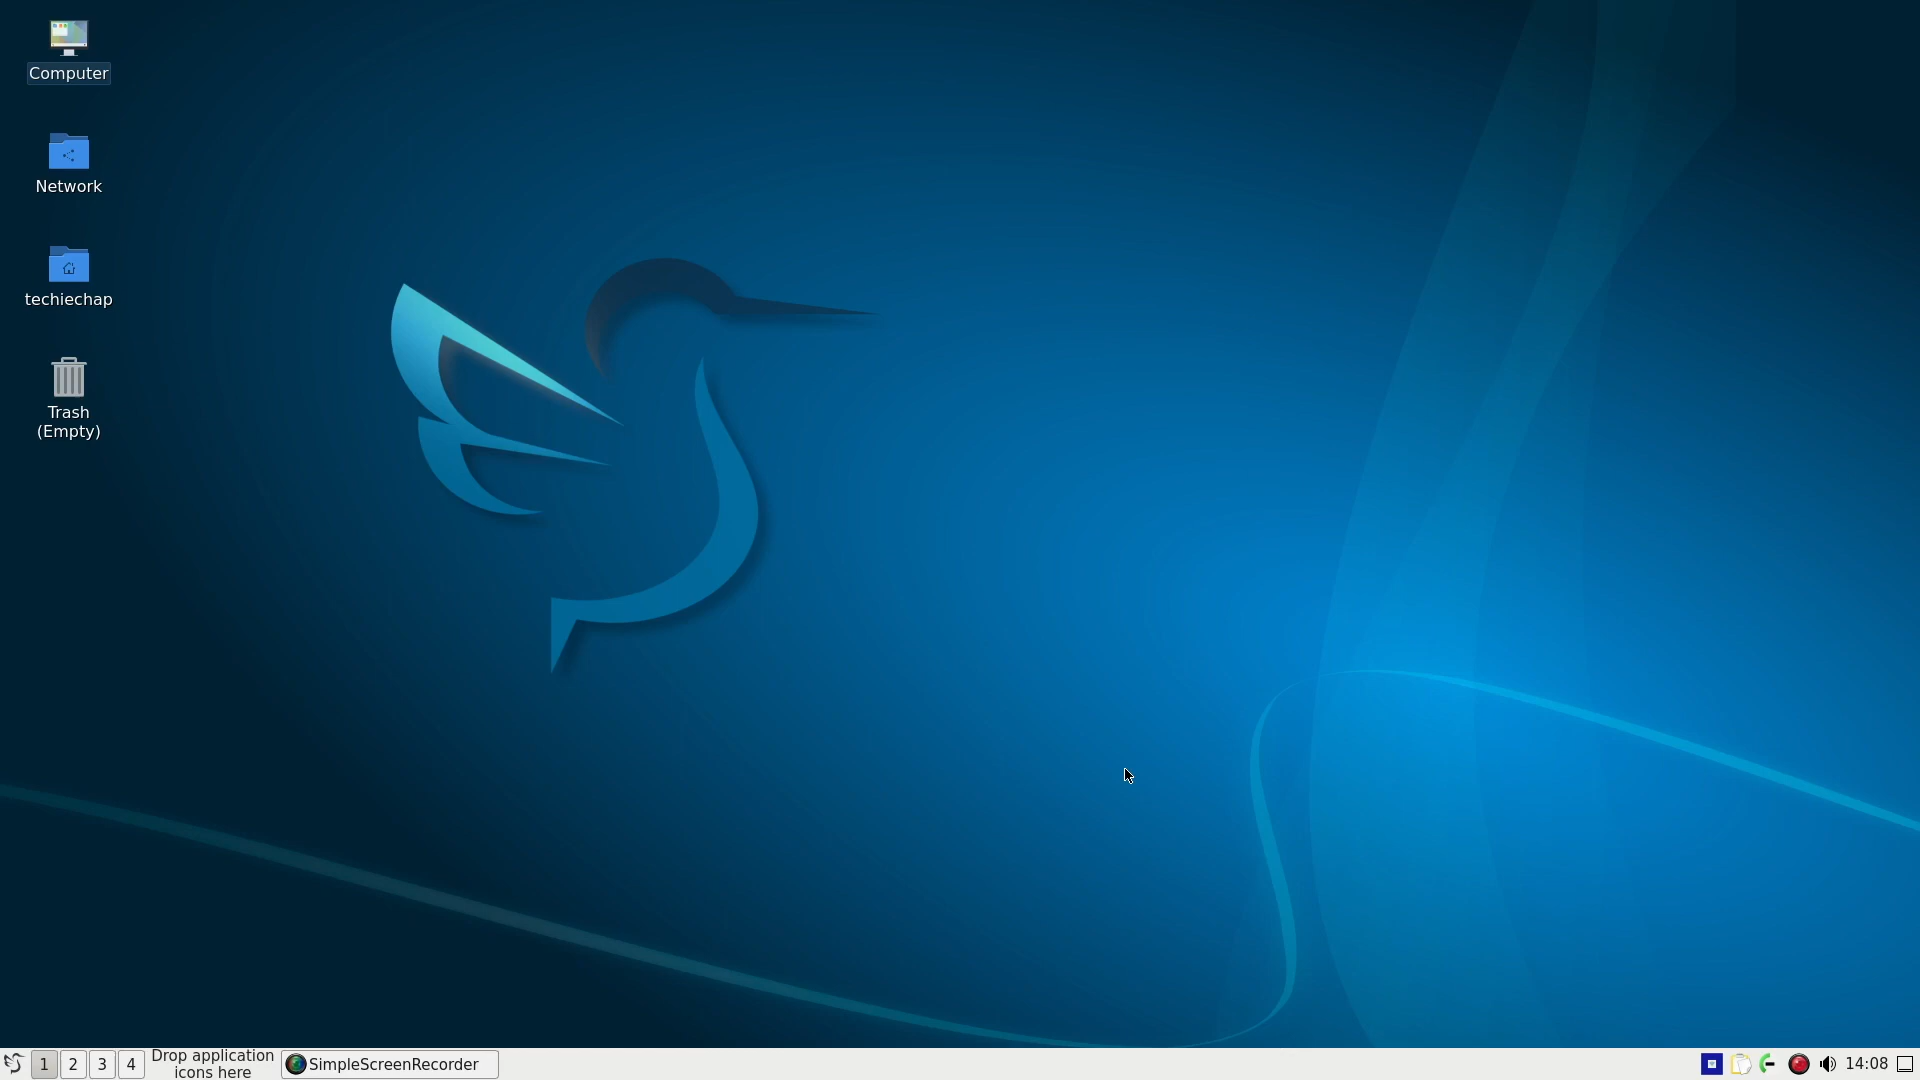 Computer
Network
techiechap
Trash
(Empty)
1
2
3
4
Drop application
icons here
SimpleScreenRecorder
14:08